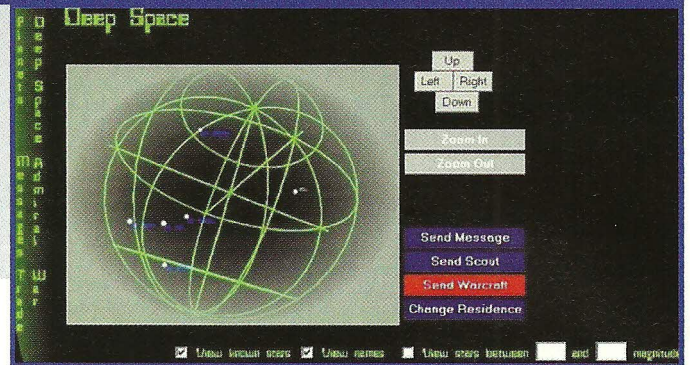 Deep Space
Planets
Deep Space
Messages
Admiral
Trade
War
Up
Left Right
Down
Zoom In
Zoom Out
Send Message
Send Scout
Send Warcraft
Change Residence
View known stars View names View stars between and magnitude